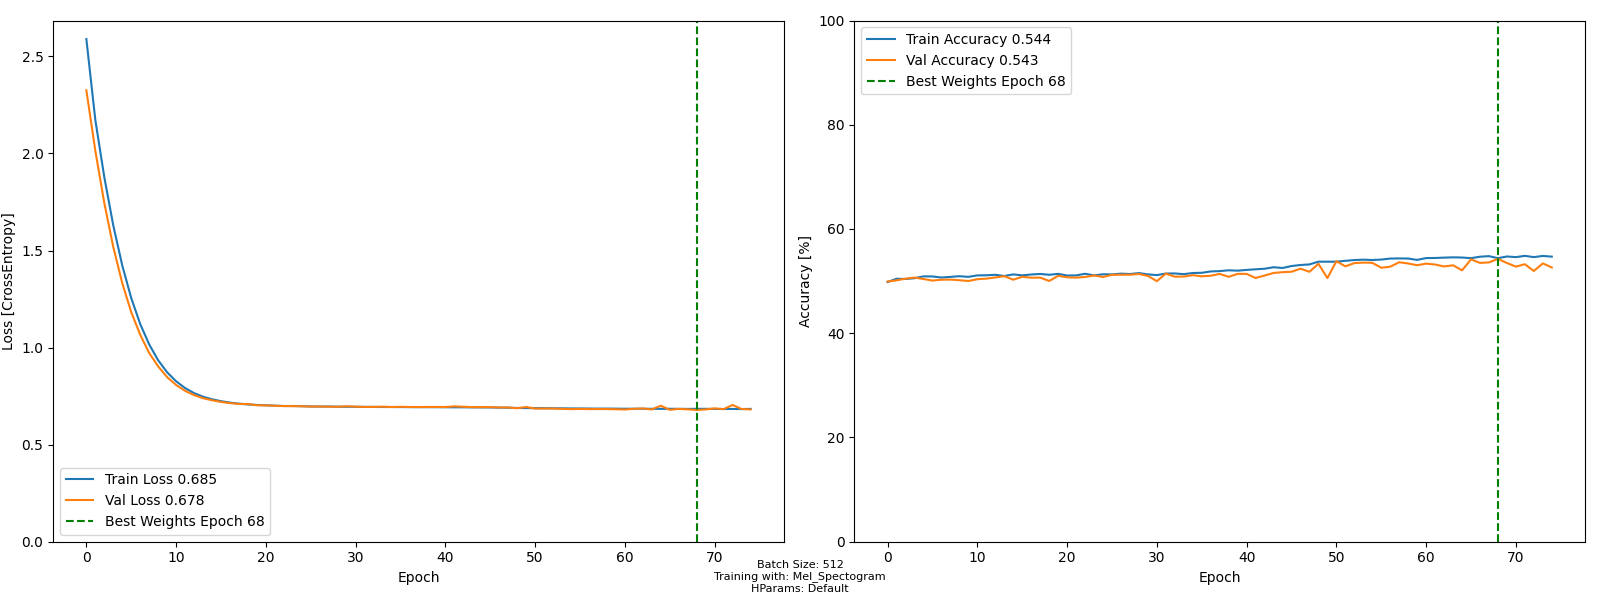 2.5
2.0
1.5
1.0
0.5
0.0
Loss [CrossEntropy]
Train Loss 0.685
Val Loss 0.678
Best Weights Epoch 68
0 10 20 30 40 50 60 70
Epoch
100
80
60
40
20
0
Accuracy [%]
Train Accuracy 0.544
Val Accuracy 0.543
Best Weights Epoch 68
0 10 20 30 40 50 60 70
Epoch
Batch Size: 512
Training with: Mel_Spectogram
HParams: Default